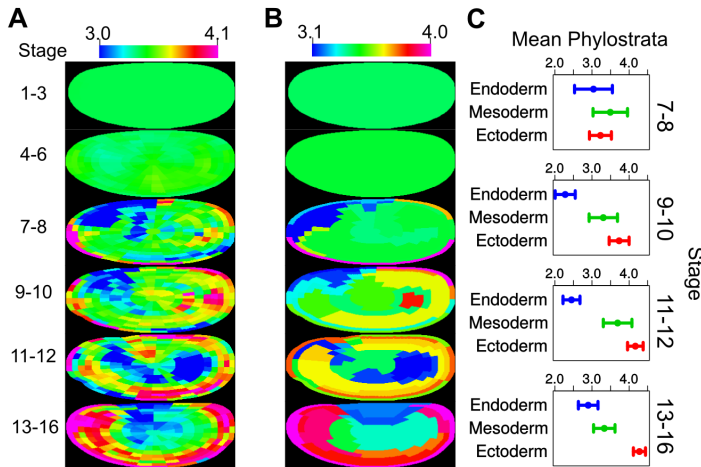 A
B
C
Stage
3.0
4.1
3.1
4.0
1-3
4-6
7-8
9-10
11-12
13-16
Mean Phylostrata
2.0 3.0 4.0
Endoderm
Mesoderm
Ectoderm
7-8
2.0 3.0 4.0
Endoderm
Mesoderm
Ectoderm
9-10
2.0 3.0 4.0
Endoderm
Mesoderm
Ectoderm
11-12
2.0 3.0 4.0
Endoderm
Mesoderm
Ectoderm
13-16
Stage